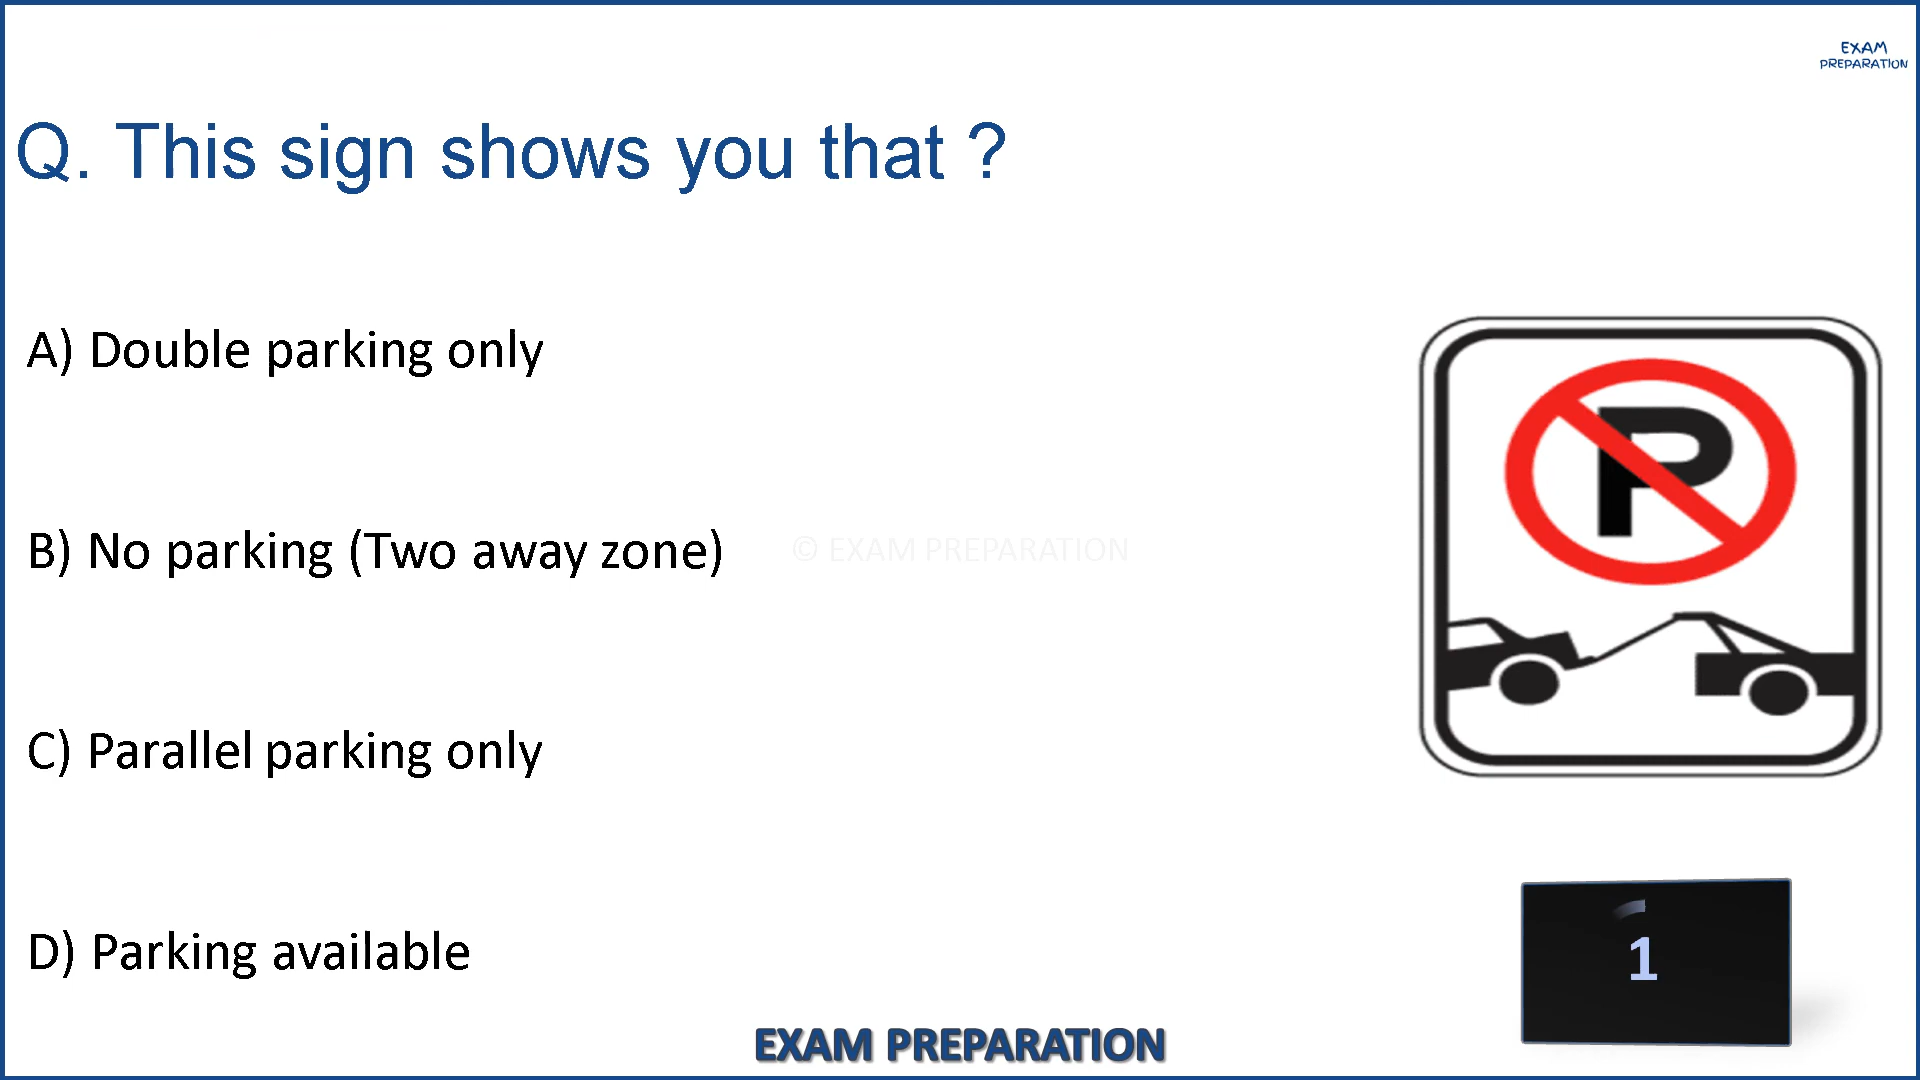 EXAM
PREPARATION
Q. This sign shows you that ?
A) Double parking only
P
B) No parking (Two away zone)
© EXAM PREPARATION
C) Parallel parking only
D) Parking available
1
EXAM PREPARATION